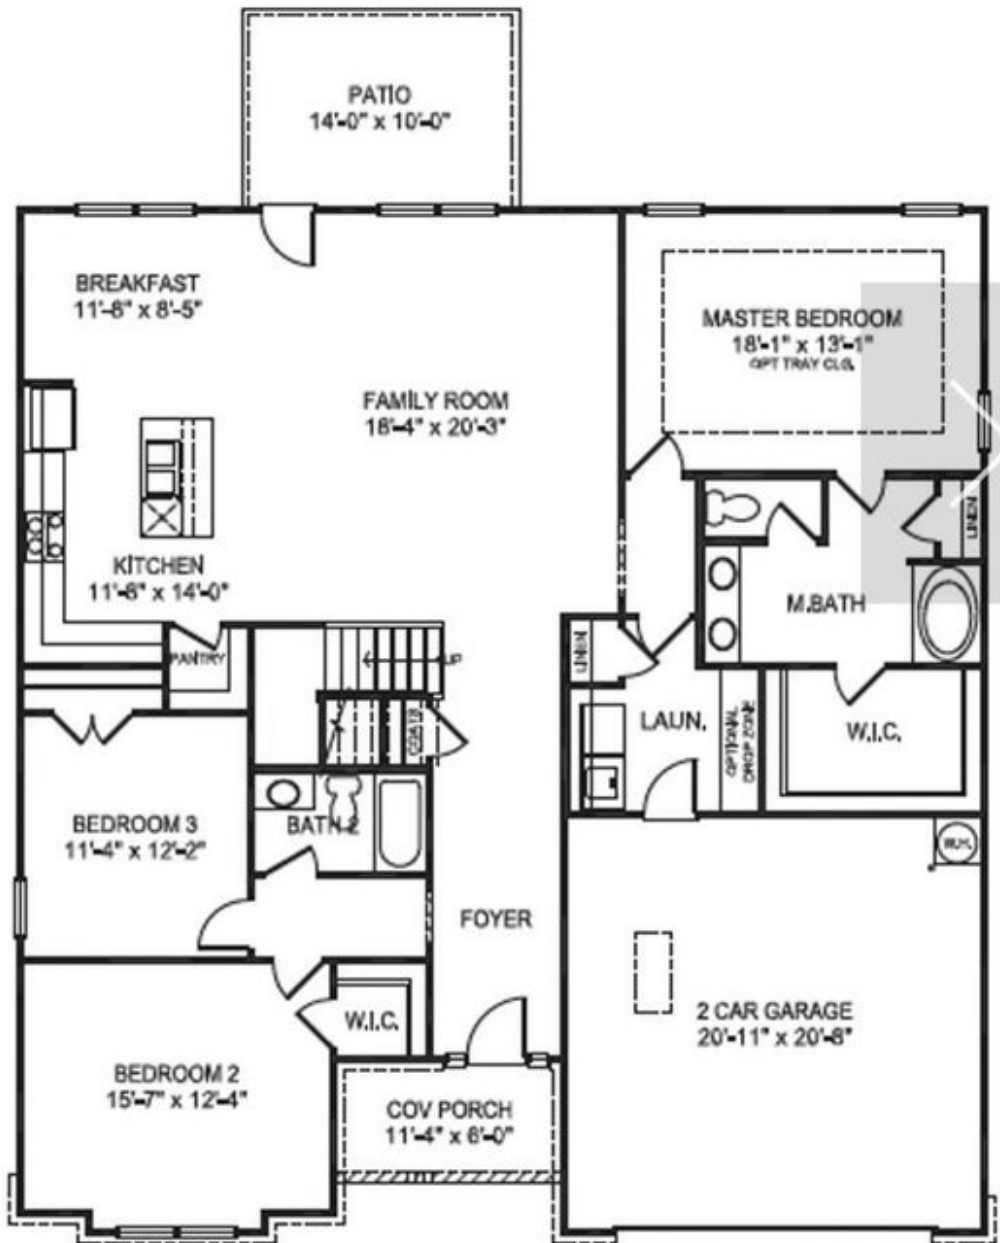 PATIO
14'-0" x 10'-0"
BREAKFAST
11'-6" x 8'-5"
MASTER BEDROOM
18'-1" x 13'-1"
OPT TRAY CLG.
FAMILY ROOM
18'-4" x 20'-3"
LINEN
KITCHEN
11'-6" x 14'-0"
M.BATH
PANTRY
UP
LINEN
COATS
LAUN.
OPTIONAL
DROP ZONE
W.I.C.
BEDROOM 3
11'-4" x 12'-2"
BATH 2
W.H.
FOYER
W.I.C.
2 CAR GARAGE
20'-11" x 20'-8"
BEDROOM 2
15'-7" x 12'-4"
COV PORCH
11'-4" x 6'-0"